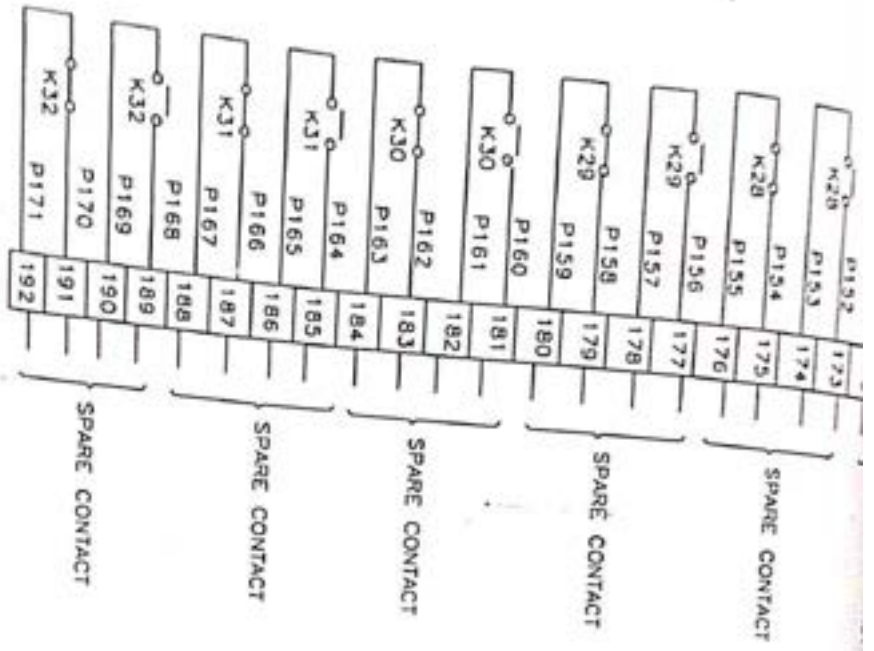 K32
K32
K31
K31
K30
K30
K29
K29
K28
K28
P171
P170
P169
P168
P167
P166
P165
P164
P163
P162
P161
P160
P159
P158
P157
P156
P155
P154
P153
P152
192
191
190
189
188
187
186
185
184
183
182
181
180
179
178
177
176
175
174
173
SPARE CONTACT
SPARE CONTACT
SPARE CONTACT
SPARE CONTACT
SPARE CONTACT